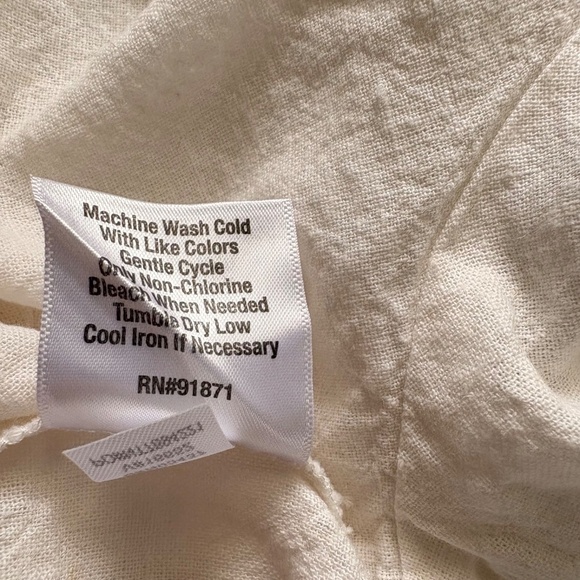 Machine Wash Cold
With Like Colors
Gentle Cycle
Only Non-Chlorine
Bleach When Needed
Tumble Dry Low
Cool Iron If Necessary
RN#91871